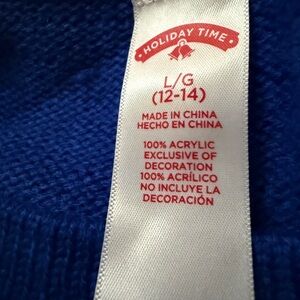 • HOLIDAY TIME •
L/G
(12-14)
MADE IN CHINA
HECHO EN CHINA
100% ACRYLIC
EXCLUSIVE OF
DECORATION
100% ACRÍLICO
NO INCLUYE LA
DECORACIÓN